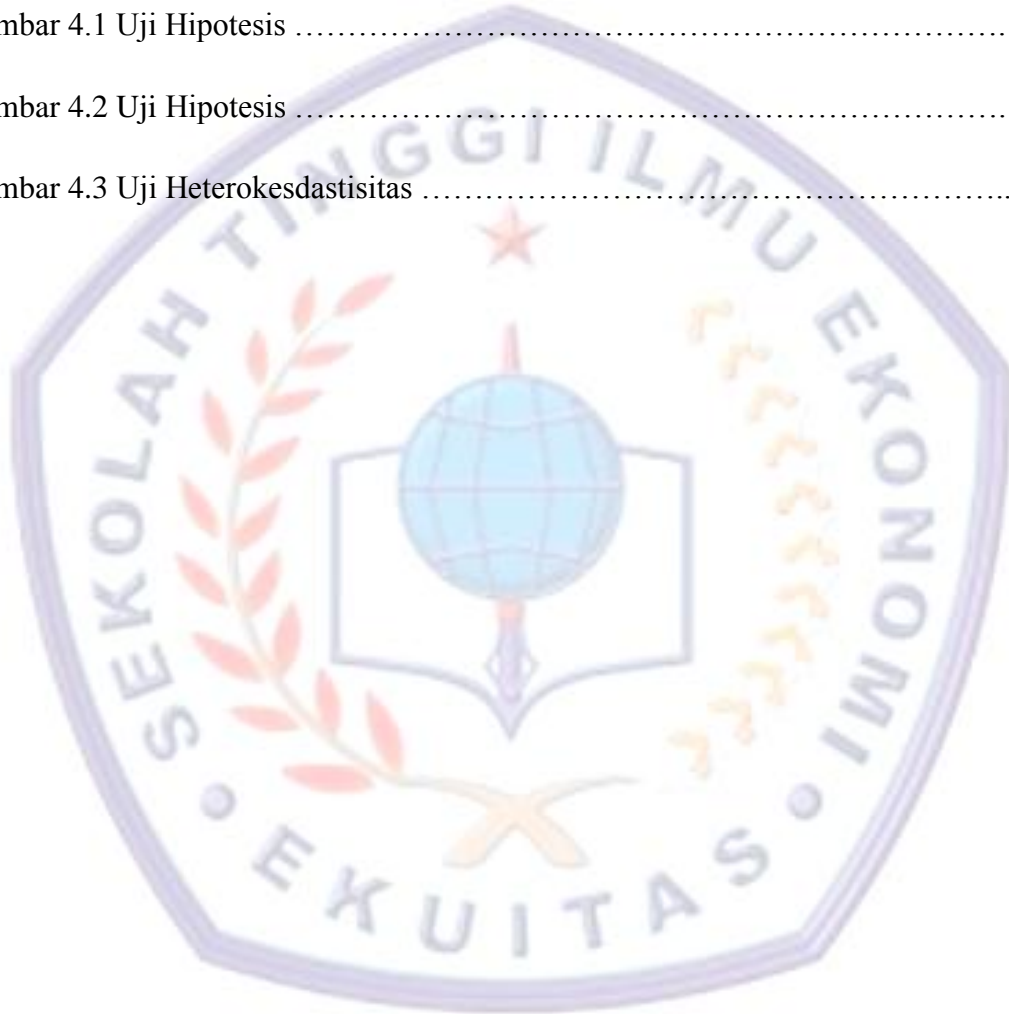 mbar 4.1 Uji Hipotesis ……………………………………………………………….
mbar 4.2 Uji Hipotesis ……………………………………………………………….
mbar 4.3 Uji Heterokesdastisitas …………………………………………………..
SEKOLAH TINGGI ILMU EKONOMI
• EKUITAS •